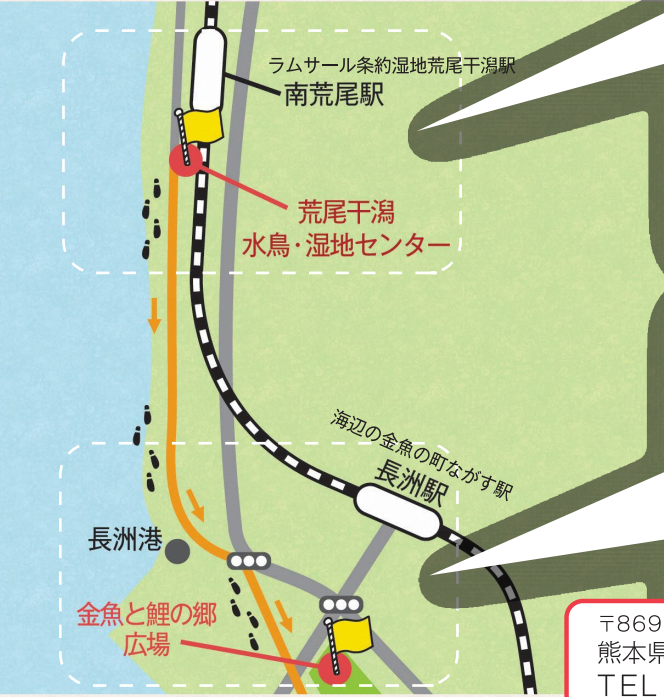 ラムサール条約湿地荒尾干潟駅
南荒尾駅
荒尾干潟
水鳥・湿地センター
海辺の金魚の町ながす駅
長洲駅
長洲港
金魚と鯉の郷
広場
〒869
熊本県
TEL